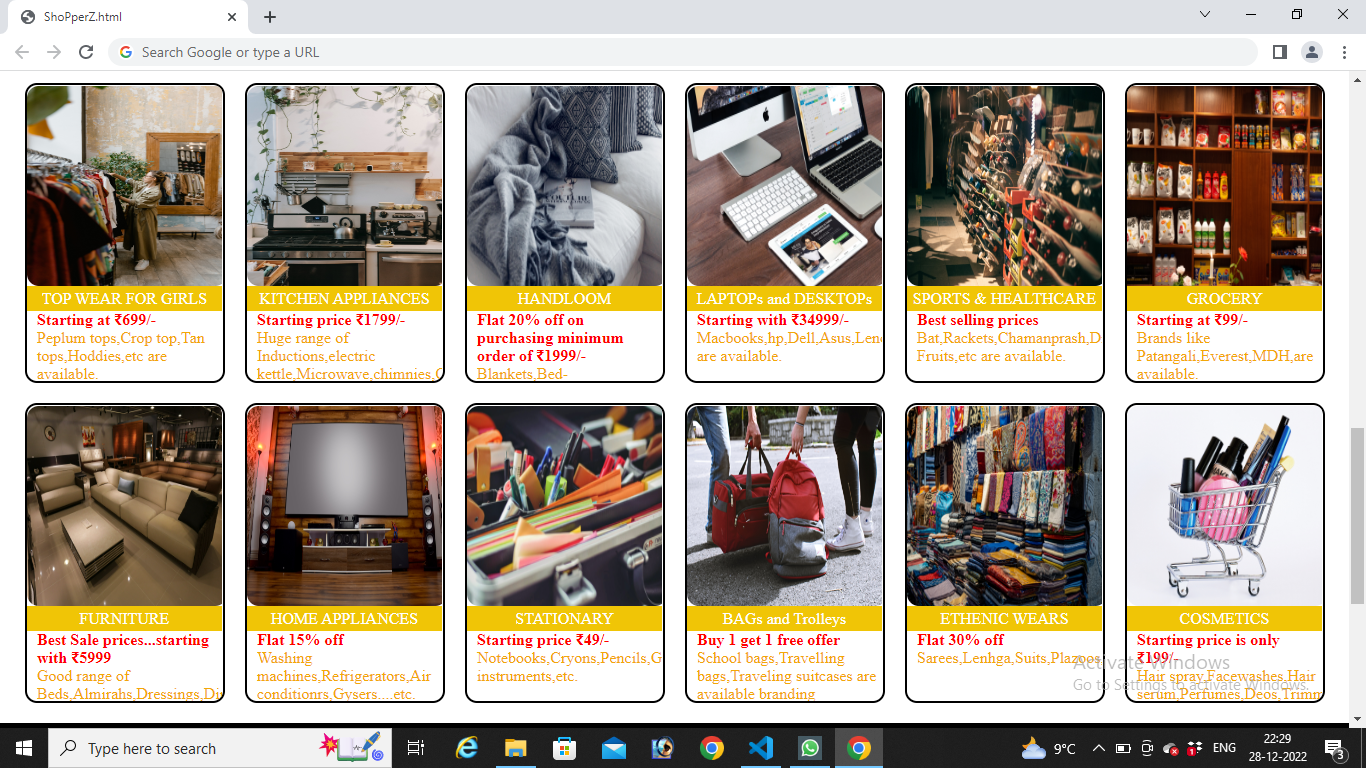 ShoPperZ.html
Search Google or type a URL
TOP WEAR FOR GIRLS
Starting at ₹699/-
Peplum tops,Crop top,Tan
tops,Hoddies,etc are
available.
KITCHEN APPLIANCES
Starting price ₹1799/-
Huge range of
Inductions,electric
kettle,Microwave,chimnies,
HANDLOOM
Flat 20% off on
purchasing minimum
order of ₹1999/-
Blankets,Bed-
LAPTOPs and DESKTOPs
Starting with ₹34999/-
Macbooks,hp,Dell,Asus,Len
are available.
SPORTS & HEALTHCARE
Best selling prices
Bat,Rackets,Chamanprash,D
Fruits,etc are available.
GROCERY
Starting at ₹99/-
Brands like
Patangali,Everest,MDH,are
available.
FURNITURE
Best Sale prices...starting
with ₹5999
Good range of
Beds,Almirahs,Dressings,Di
HOME APPLIANCES
Flat 15% off
Washing
machines,Refrigerators,Air
conditionrs,Gysers....etc.
STATIONARY
Starting price ₹49/-
Notebooks,Cryons,Pencils,G
instruments,etc.
BAGs and Trolleys
Buy 1 get 1 free offer
School bags,Travelling
bags,Traveling suitcases are
available branding
ETHENIC WEARS
Flat 30% off
Sarees,Lenhga,Suits,Plazoes
COSMETICS
Starting price is only
₹199/-
Hair spray,Facewashes,Hair
serum,Perfumes,Deos,Trimm
Activate Windows
Go to Settings to activate Windows.
Type here to search
9°C
ENG
22:29
28-12-2022
3